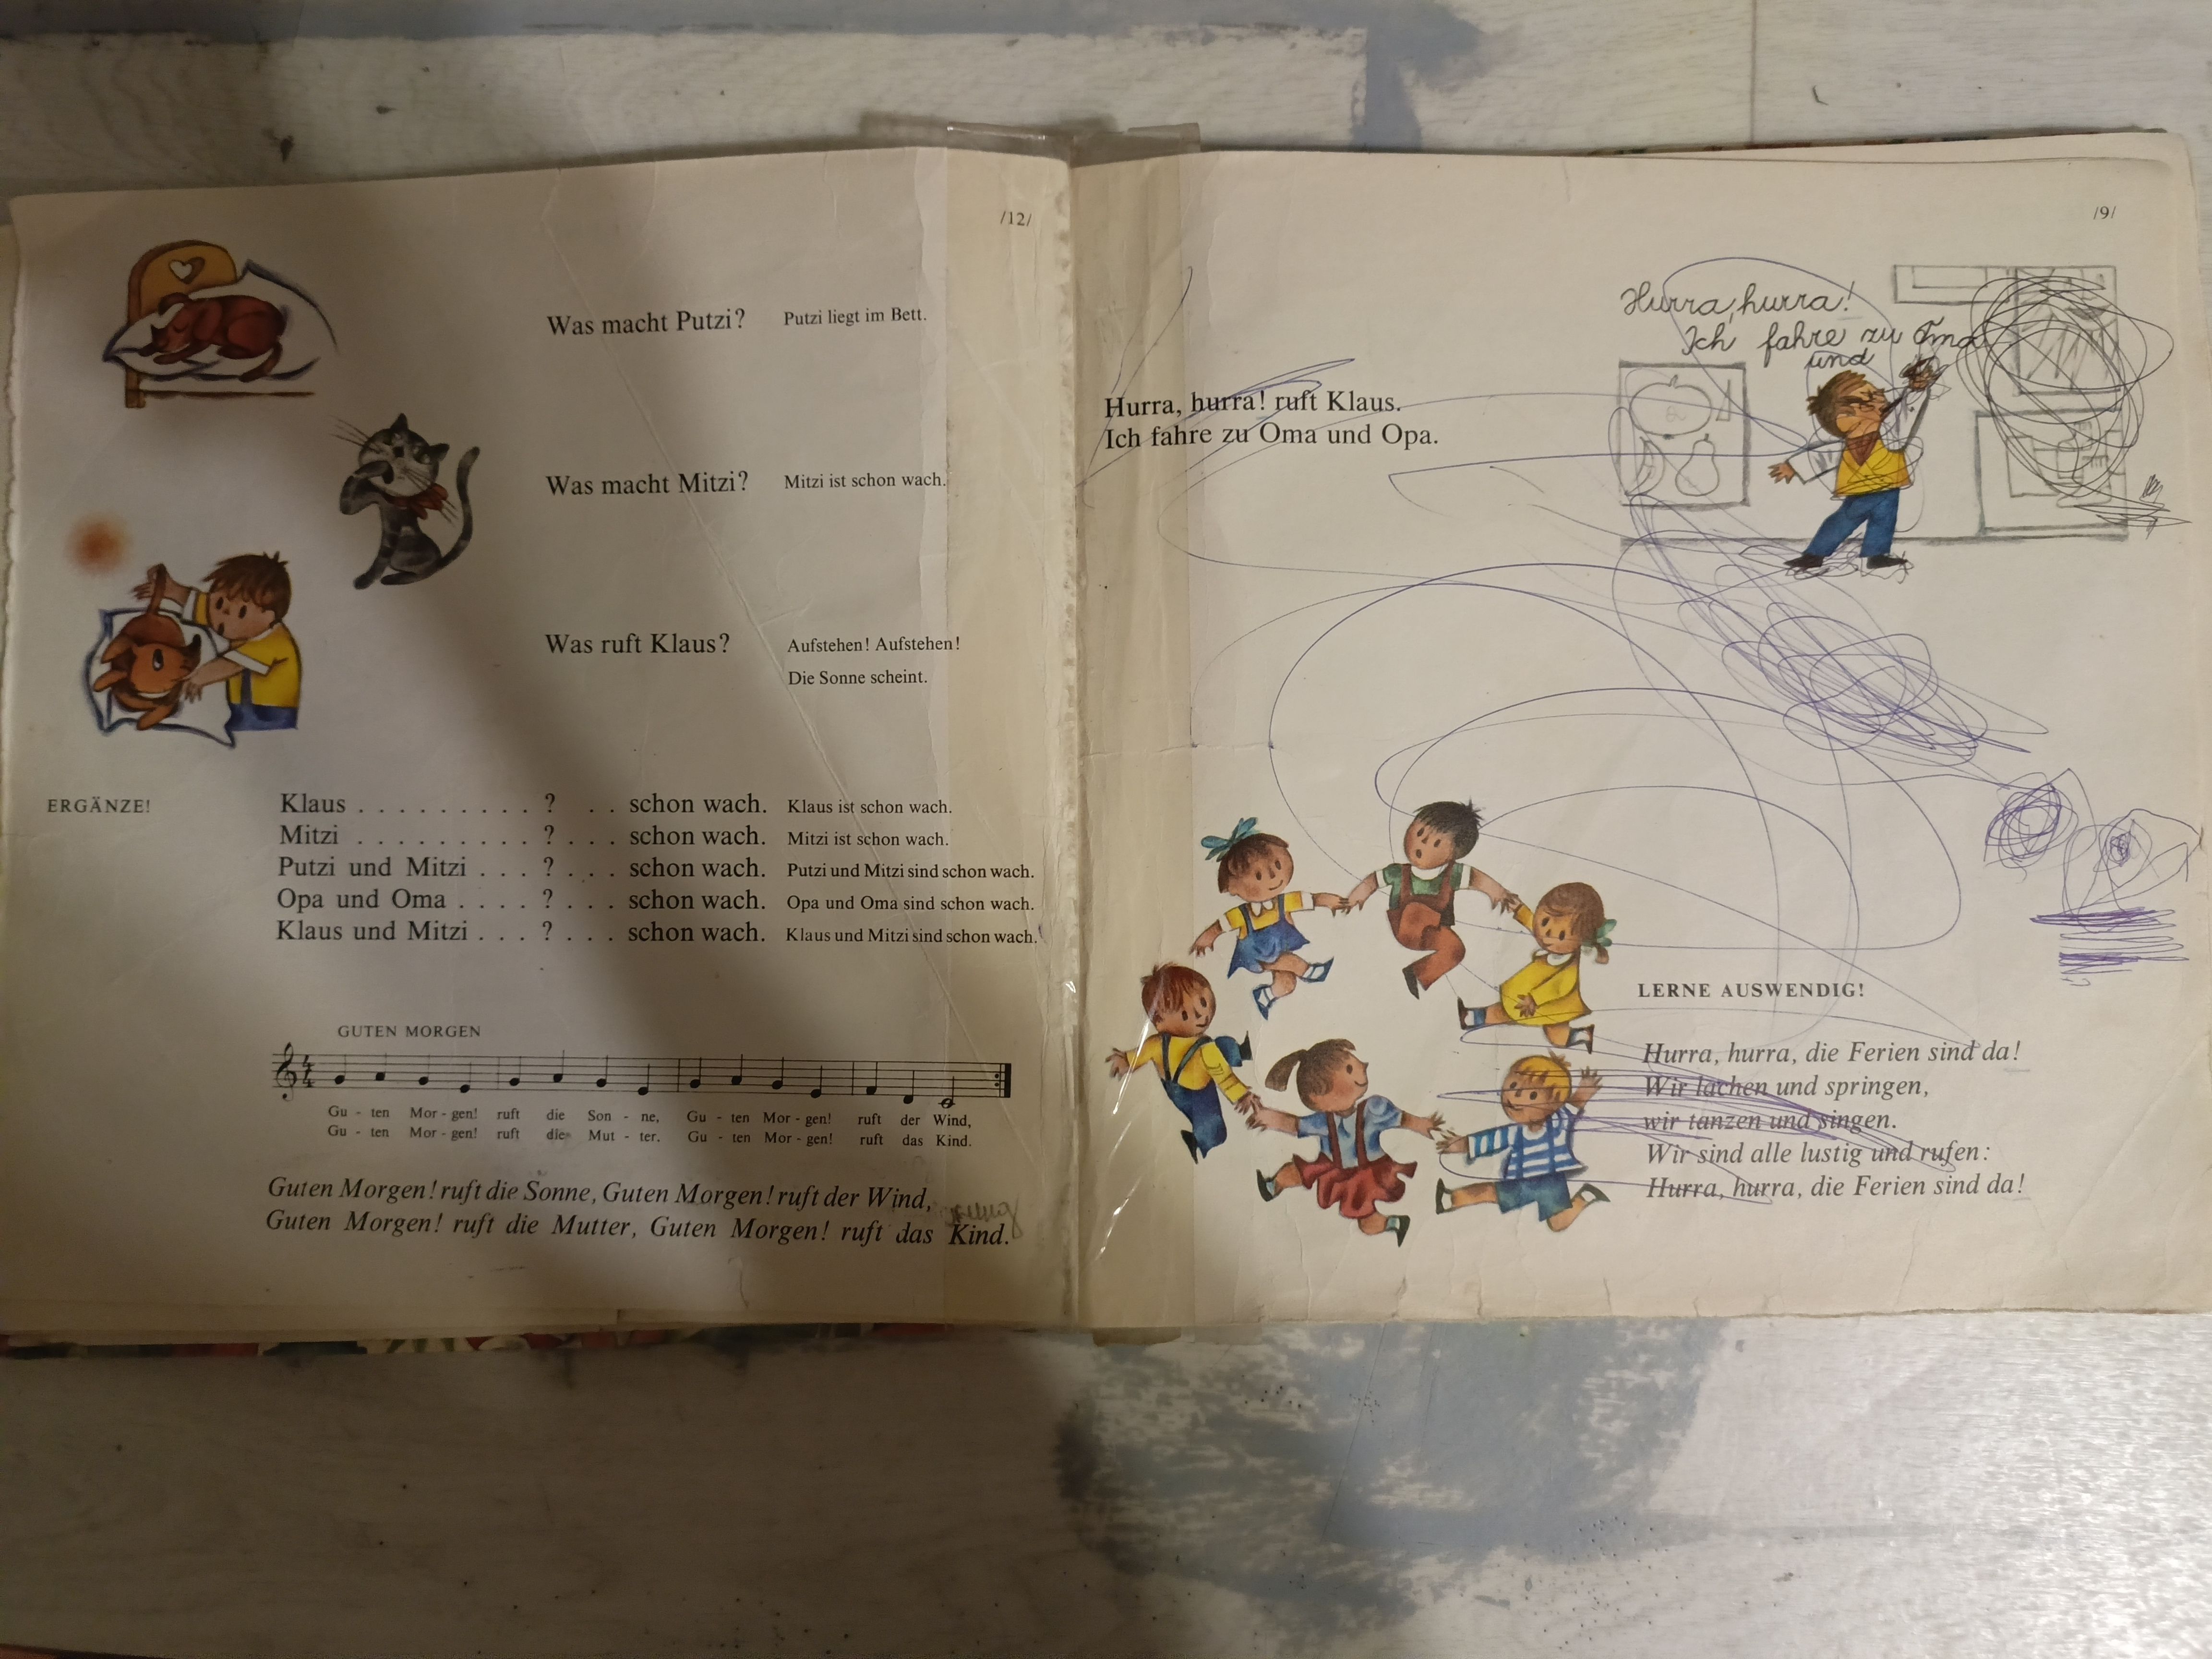 /12/
Was macht Putzi? Putzi liegt im Bett.
Was macht Mitzi? Mitzi ist schon wach.
Was ruft Klaus? Aufstehen! Aufstehen!
Die Sonne scheint.
ERGÄNZE!
Klaus . . . . . . . . . . ? . . schon wach. Klaus ist schon wach.
Mitzi . . . . . . . . . ? . . . schon wach. Mitzi ist schon wach.
Putzi und Mitzi . . . ? . . . schon wach. Putzi und Mitzi sind schon wach.
Opa und Oma . . . . ? . . . schon wach. Opa und Oma sind schon wach.
Klaus und Mitzi . . . ? . . . schon wach. Klaus und Mitzi sind schon wach.
GUTEN MORGEN
Gu - ten Mor - gen! ruft die Son - ne, Gu - ten Mor - gen! ruft der Wind,
Gu - ten Mor - gen! ruft die Mut - ter. Gu - ten Mor - gen! ruft das Kind.
Guten Morgen! ruft die Sonne, Guten Morgen! ruft der Wind,
Guten Morgen! ruft die Mutter, Guten Morgen! ruft das Kind.
/9/
Hurra, hurra!
Ich fahre zu Oma
und
Hurra, hurra! ruft Klaus.
Ich fahre zu Oma und Opa.
LERNE AUSWENDIG!
Hurra, hurra, die Ferien sind da!
Wir lachen und springen,
wir tanzen und singen.
Wir sind alle lustig und rufen:
Hurra, hurra, die Ferien sind da!